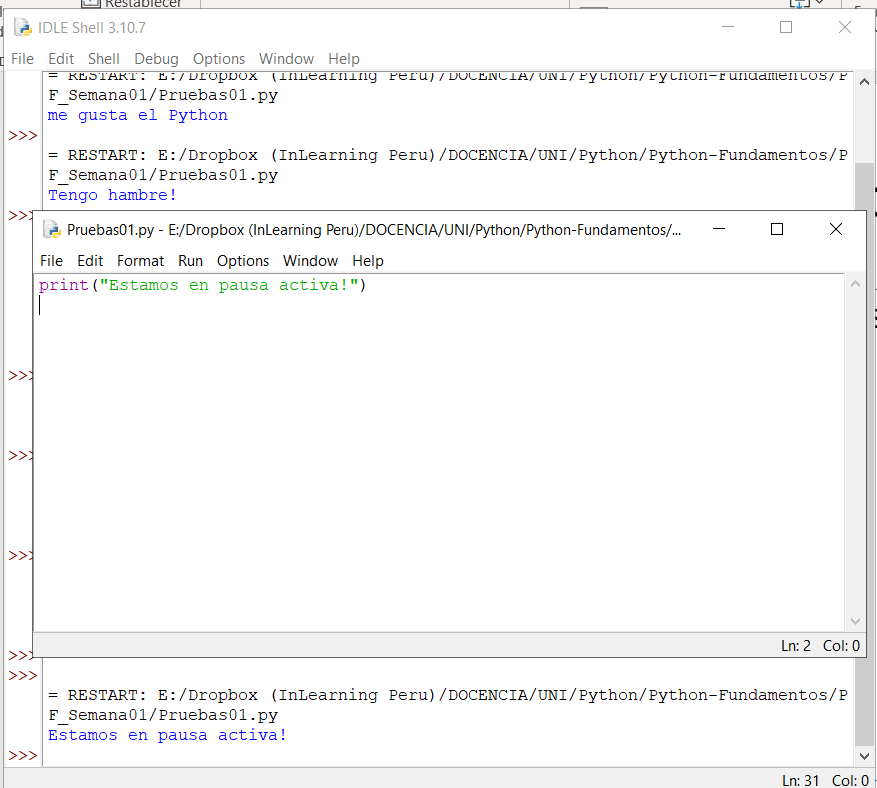 Restablecer
IDLE Shell 3.10.7
File Edit Shell Debug Options Window Help
= RESTART: E:/Dropbox (InLearning Peru)/DOCENCIA/UNI/Python/Python-Fundamentos/P
F_Semana01/Pruebas01.py
me gusta el Python
>>>
= RESTART: E:/Dropbox (InLearning Peru)/DOCENCIA/UNI/Python/Python-Fundamentos/P
F_Semana01/Pruebas01.py
Tengo hambre!
>>>
Pruebas01.py - E:/Dropbox (InLearning Peru)/DOCENCIA/UNI/Python/Python-Fundamentos/...
File Edit Format Run Options Window Help
print("Estamos en pausa activa!")
>>>
>>>
>>>
Ln: 2 Col: 0
>>>
>>>
= RESTART: E:/Dropbox (InLearning Peru)/DOCENCIA/UNI/Python/Python-Fundamentos/P
F_Semana01/Pruebas01.py
Estamos en pausa activa!
>>>
Ln: 31 Col: 0